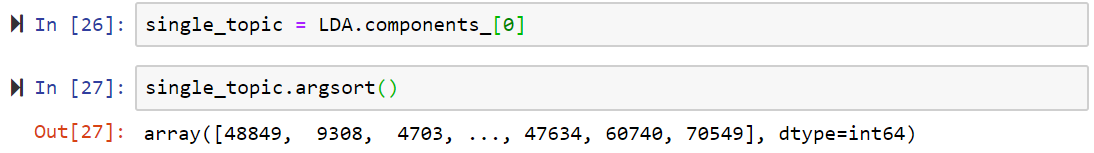 In [26]: single_topic = LDA.components_[0]
In [27]: single_topic.argsort()
Out[27]: array([48849,  9308,  4703, ..., 47634, 60740, 70549], dtype=int64)